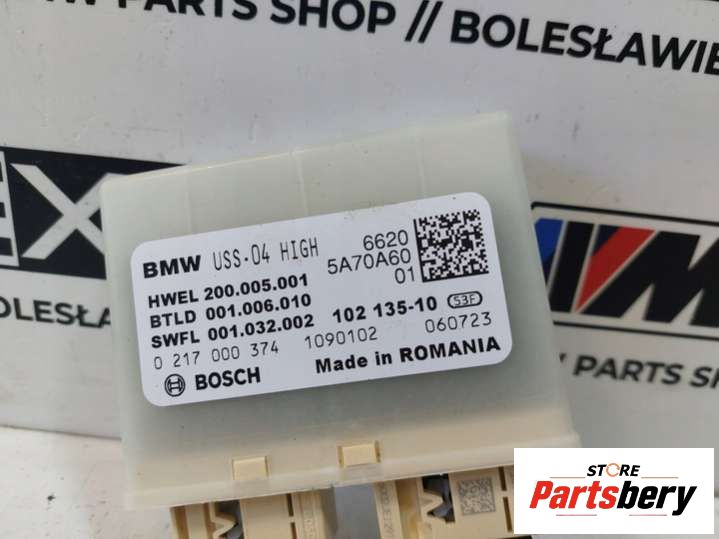 W PARTS SHOP // BOLESŁAWIE
EX
BMW USS-04 HIGH 6620
5A70A60
01
HWEL 200.005.001
BTLD 001.006.010
SWFL 001.032.002 102 135-10 53F
0 217 000 374 1090102 060723
BOSCH Made in ROMANIA
W PARTS SHOP /
STORE
Partsbery